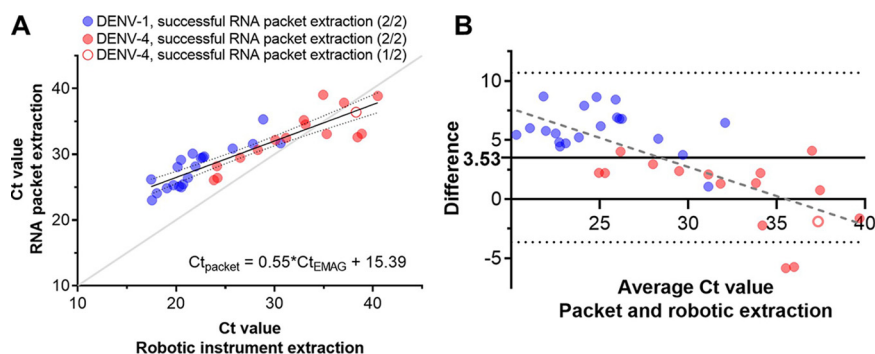 A
DENV-1, successful RNA packet extraction (2/2)
DENV-4, successful RNA packet extraction (2/2)
DENV-4, successful RNA packet extraction (1/2)
Ct value
RNA packet extraction
40
30
20
10
10
20
30
40
Ct_packet = 0.55*Ct_EMAG + 15.39
Ct value
Robotic instrument extraction
B
Difference
10
5
3.53
0
-5
25
30
35
40
Average Ct value
Packet and robotic extraction